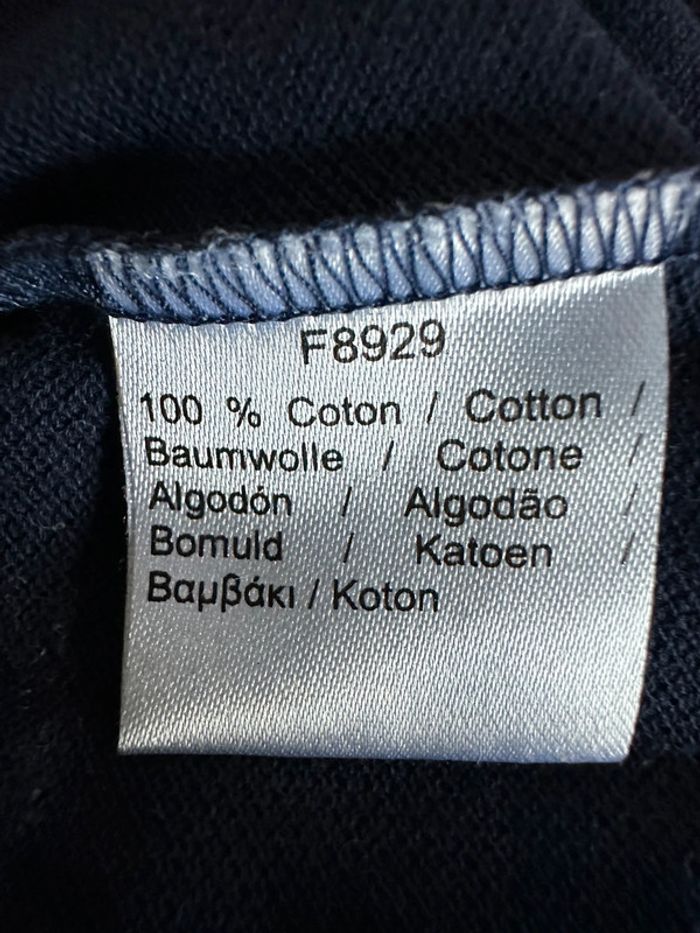 F8929
100 % Coton / Cotton /
Baumwolle / Cotone /
Algodón / Algodão /
Bomuld / Katoen /
Βαμβάκι / Koton